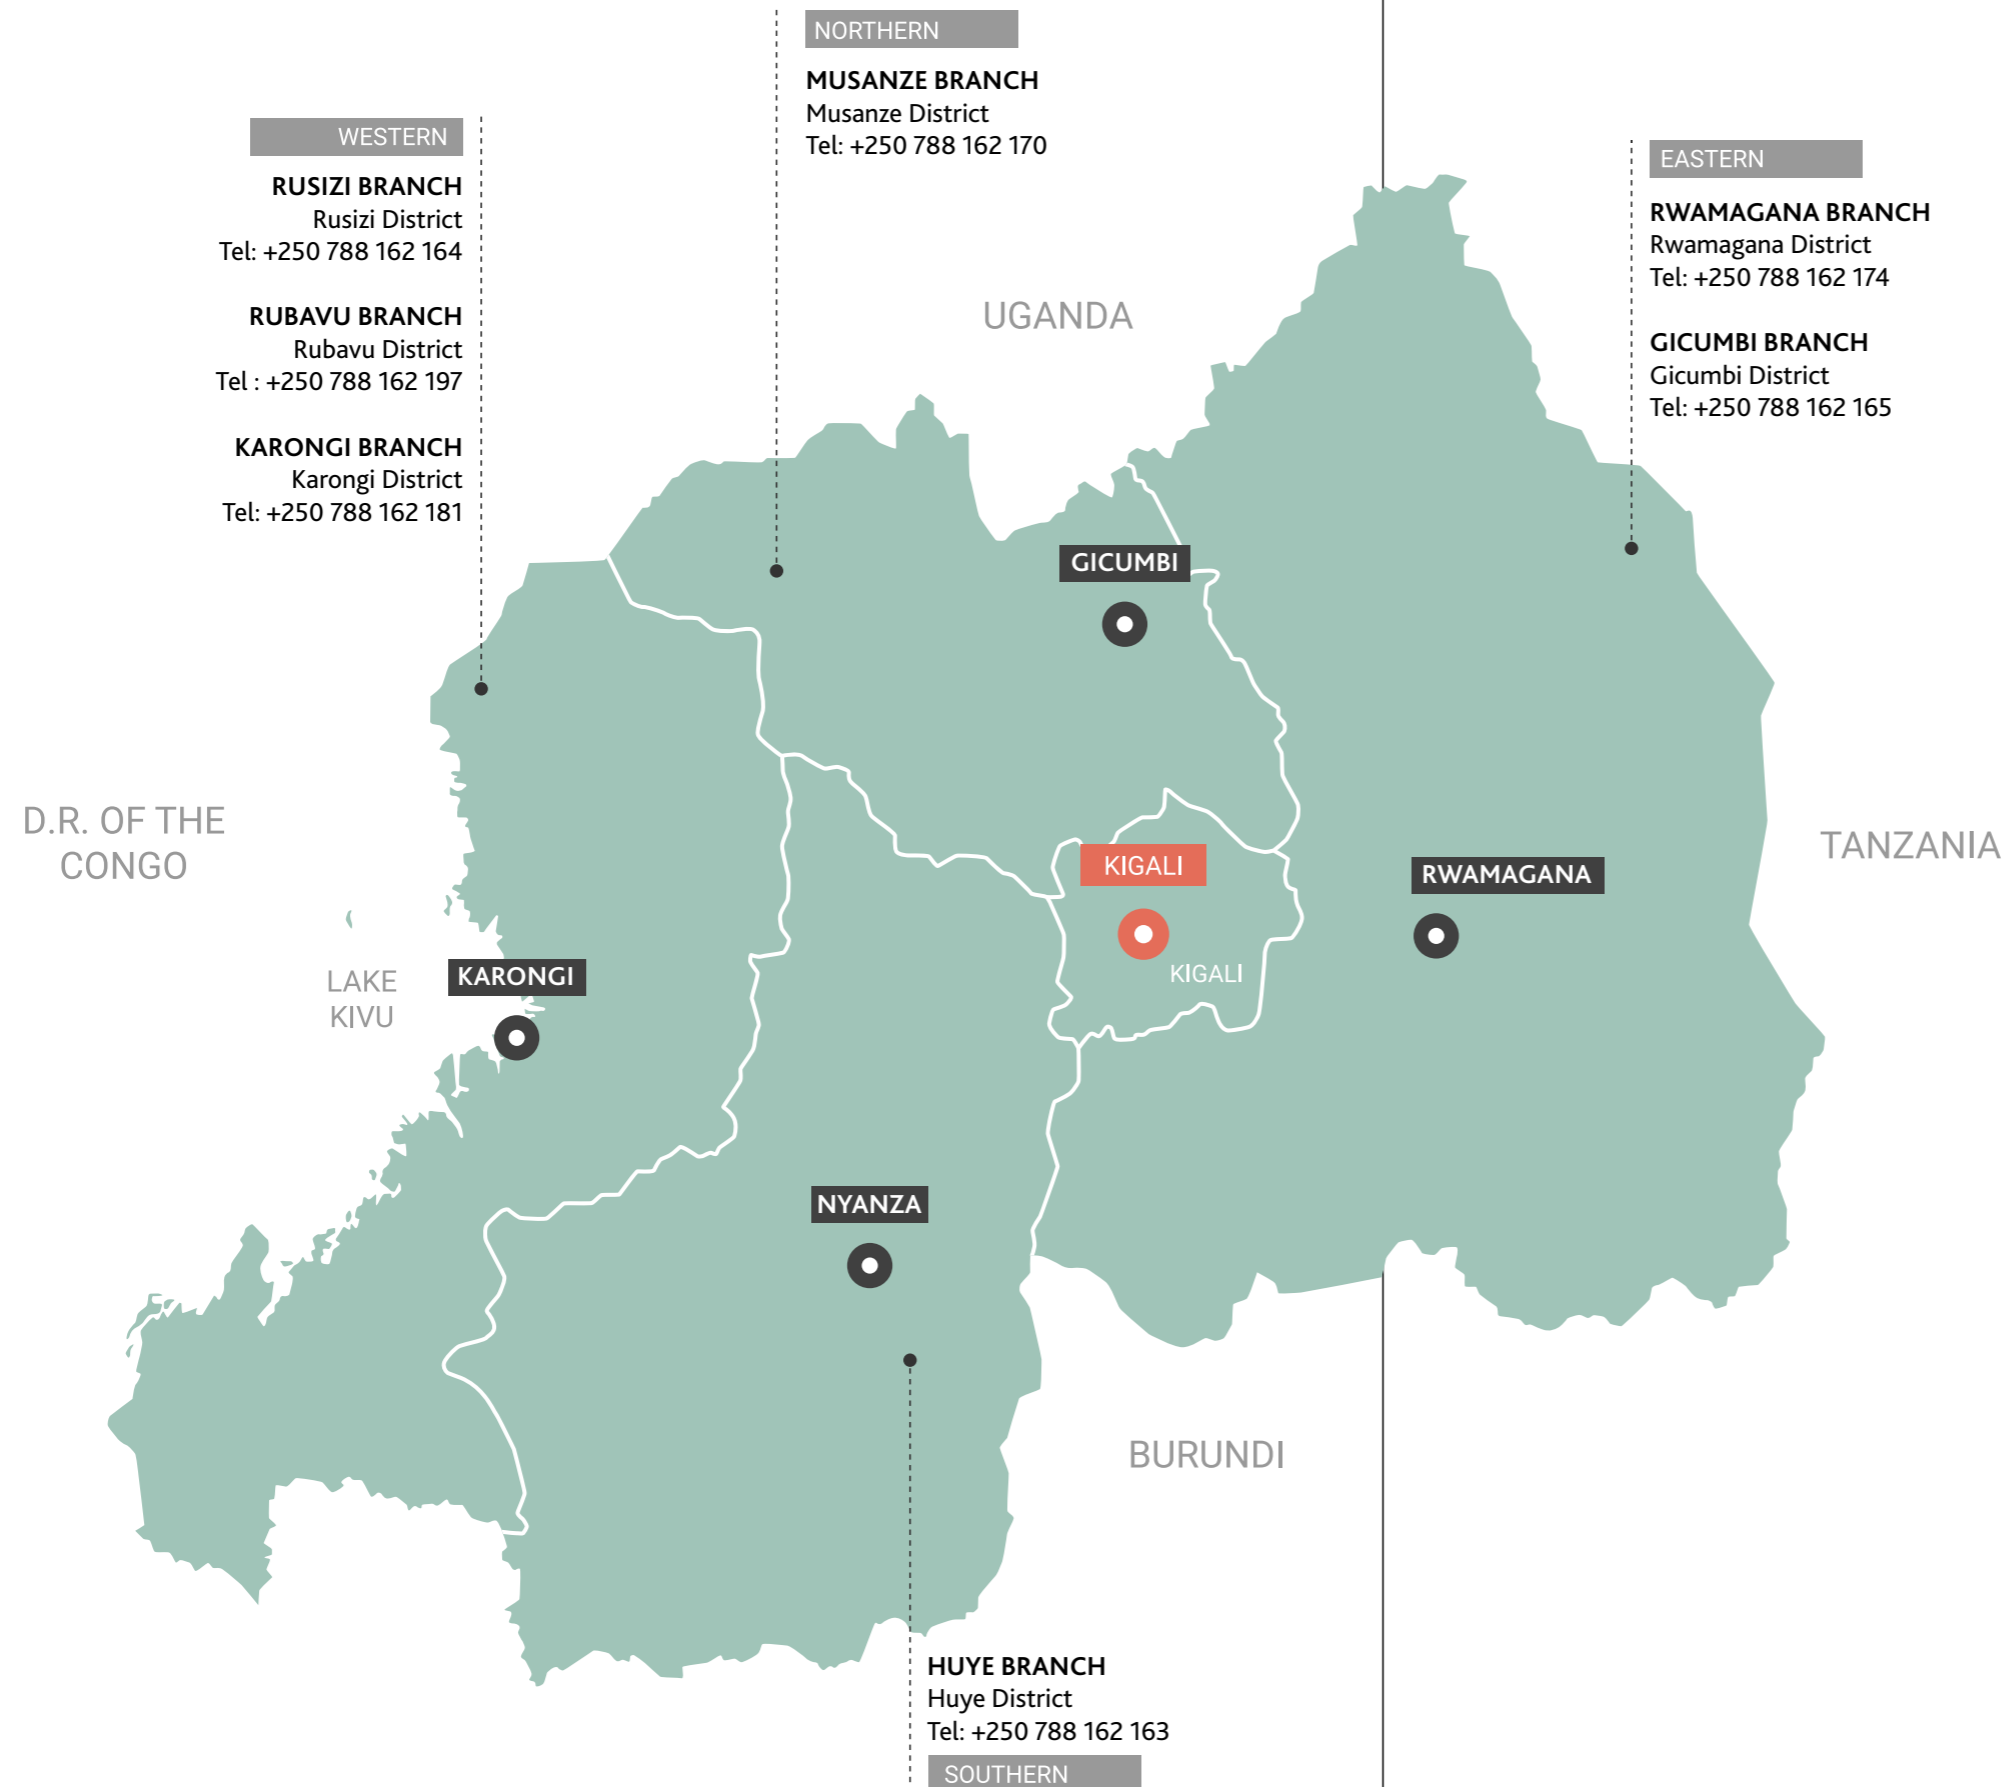 NORTHERN
MUSANZE BRANCH
Musanze District
Tel: +250 788 162 170
WESTERN
RUSIZI BRANCH
Rusizi District
Tel: +250 788 162 164
RUBAVU BRANCH
Rubavu District
Tel : +250 788 162 197
KARONGI BRANCH
Karongi District
Tel: +250 788 162 181
EASTERN
RWAMAGANA BRANCH
Rwamagana District
Tel: +250 788 162 174
GICUMBI BRANCH
Gicumbi District
Tel: +250 788 162 165
UGANDA
GICUMBI
D.R. OF THE
CONGO
TANZANIA
KIGALI
RWAMAGANA
KIGALI
LAKE
KIVU
KARONGI
NYANZA
BURUNDI
HUYE BRANCH
Huye District
Tel: +250 788 162 163
SOUTHERN